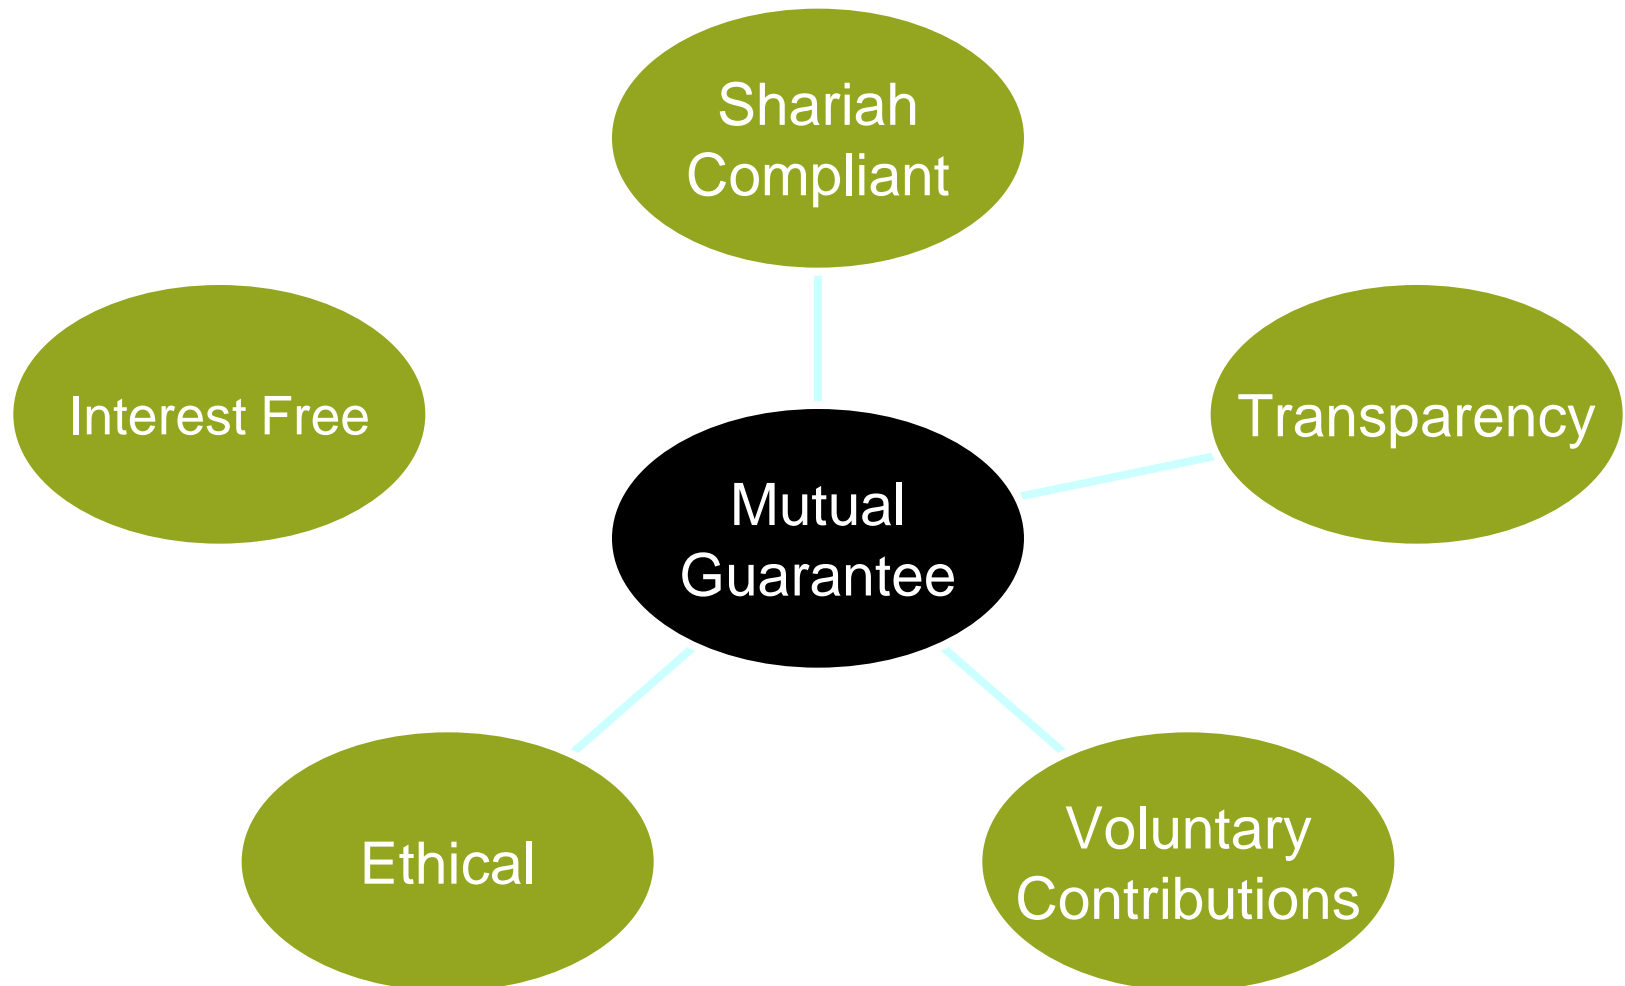 Shariah
Compliant
Interest Free
Transparency
Mutual
Guarantee
Ethical
Voluntary
Contributions